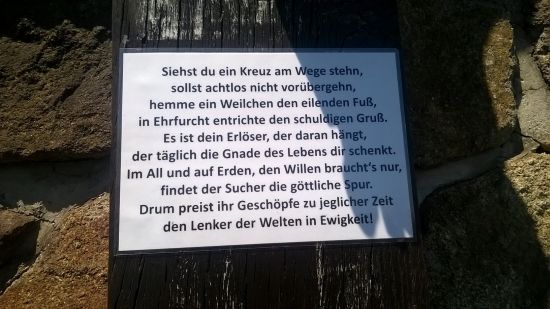 Siehst du ein Kreuz am Wege stehn,
sollst achtlos nicht vorübergehn,
hemme ein Weilchen den eilenden Fuß,
in Ehrfurcht entrichte den schuldigen Gruß.
Es ist dein Erlöser, der daran hängt,
der täglich die Gnade des Lebens dir schenkt.
Im All und auf Erden, den Willen braucht's nur,
findet der Sucher die göttliche Spur.
Drum preist ihr Geschöpfe zu jeglicher Zeit
den Lenker der Welten in Ewigkeit!